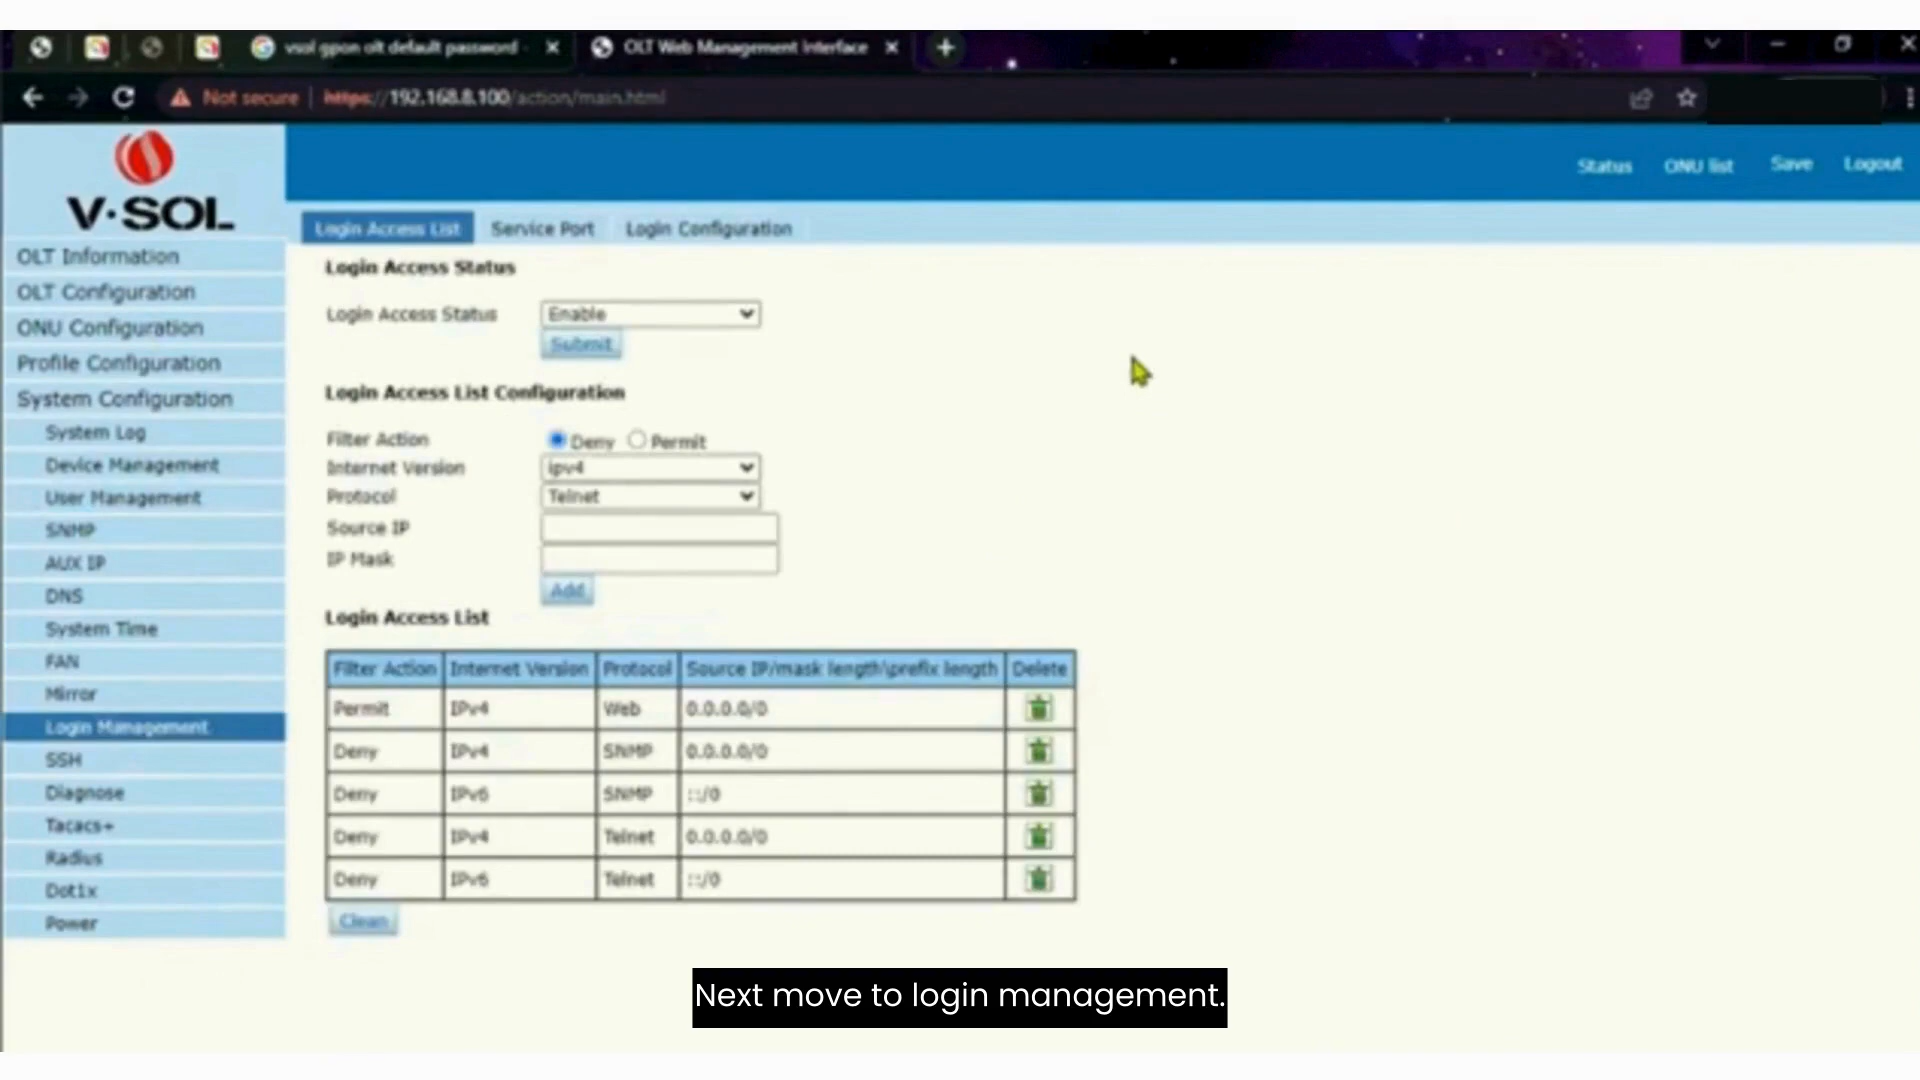 vsol gpon olt default password
OLT Web Management Interface
Not secure | https://192.168.8.100/action/main.html
V·SOL
Status ONU list Save Logout
Login Access List Service Port Login Configuration
OLT Information
OLT Configuration
ONU Configuration
Profile Configuration
System Configuration
System Log
Device Management
User Management
SNMP
AUX IP
DNS
System Time
FAN
Mirror
Login Management
SSH
Diagnose
Tacacs+
Radius
Dot1x
Power
Login Access Status
Login Access Status Enable
Submit
Login Access List Configuration
Filter Action Deny Permit
Internet Version ipv4
Protocol Telnet
Source IP
IP Mask
Add
Login Access List
Filter Action Internet Version Protocol Source IP/mask length\prefix length Delete
Permit IPv4 Web 0.0.0.0/0
Deny IPv4 SNMP 0.0.0.0/0
Deny IPv6 SNMP ::/0
Deny IPv4 Telnet 0.0.0.0/0
Deny IPv6 Telnet ::/0
Clean
Next move to login management.